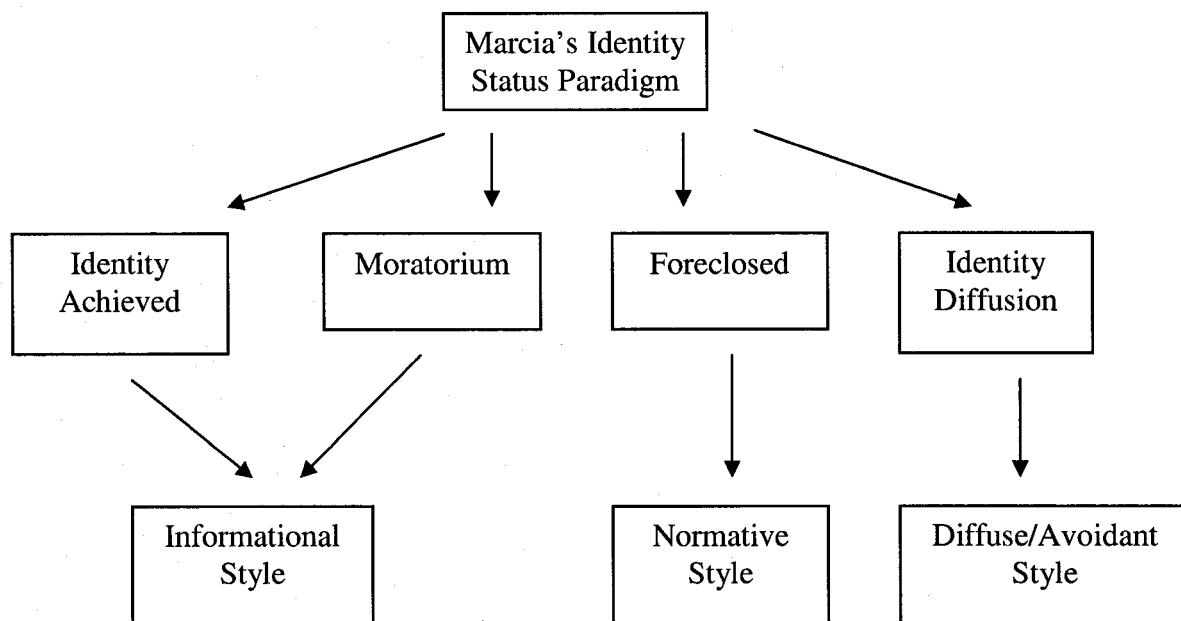 Marcia's Identity
Status Paradigm
Identity
Achieved
Moratorium
Foreclosed
Identity
Diffusion
Informational
Style
Normative
Style
Diffuse/Avoidant
Style